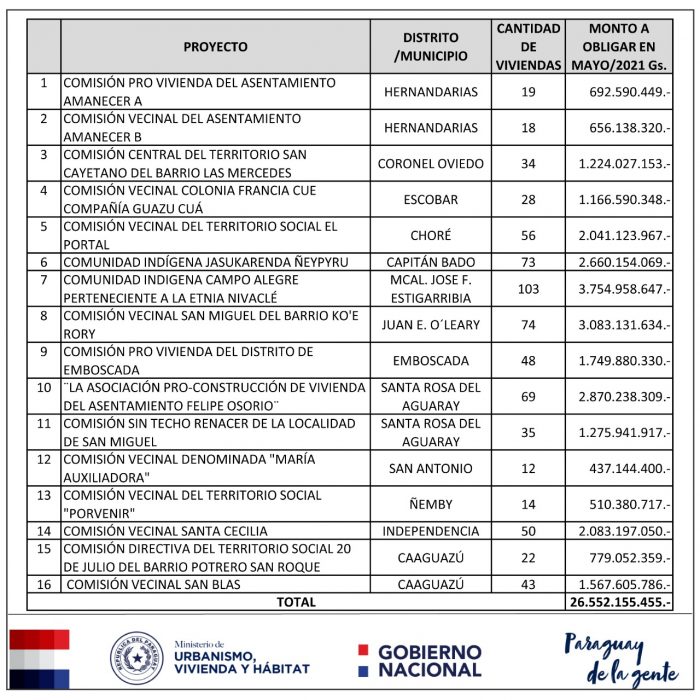 PROYECTO
DISTRITO
/MUNICIPIO
CANTIDAD
DE
VIVIENDAS
MONTO A
OBLIGAR EN
MAYO/2021 Gs.
1 COMISIÓN PRO VIVIENDA DEL ASENTAMIENTO
AMANECER A
HERNANDARIAS 19 692.590.449.-
2 COMISIÓN VECINAL DEL ASENTAMIENTO
AMANECER B
HERNANDARIAS 18 656.138.320.-
3 COMISIÓN CENTRAL DEL TERRITORIO SAN
CAYETANO DEL BARRIO LAS MERCEDES
CORONEL OVIEDO 34 1.224.027.153.-
4 COMISIÓN VECINAL COLONIA FRANCIA CUE
COMPAÑÍA GUAZU CUÁ
ESCOBAR 28 1.166.590.348.-
5 COMISIÓN VECINAL DEL TERRITORIO SOCIAL EL
PORTAL
CHORÉ 56 2.041.123.967.-
6 COMUNIDAD INDÍGENA JASUKARENDA ÑEYPYRU CAPITÁN BADO 73 2.660.154.069.-
7 COMUNIDAD INDIGENA CAMPO ALEGRE
PERTENECIENTE A LA ETNIA NIVACLÉ
MCAL. JOSE F.
ESTIGARRIBIA
103 3.754.958.647.-
8 COMISIÓN VECINAL SAN MIGUEL DEL BARRIO KO'E
RORY
JUAN E. O´LEARY 74 3.083.131.634.-
9 COMISIÓN PRO VIVIENDA DEL DISTRITO DE
EMBOSCADA
EMBOSCADA 48 1.749.880.330.-
10 ¨LA ASOCIACIÓN PRO-CONSTRUCCIÓN DE VIVIENDA
DEL ASENTAMIENTO FELIPE OSORIO¨
SANTA ROSA DEL
AGUARAY
69 2.870.238.309.-
11 COMISIÓN SIN TECHO RENACER DE LA LOCALIDAD
DE SAN MIGUEL
SANTA ROSA DEL
AGUARAY
35 1.275.941.917.-
12 COMISIÓN VECINAL DENOMINADA "MARÍA
AUXILIADORA"
SAN ANTONIO 12 437.144.400.-
13 COMISIÓN VECINAL DEL TERRITORIO SOCIAL
"PORVENIR"
ÑEMBY 14 510.380.717.-
14 COMISIÓN VECINAL SANTA CECILIA INDEPENDENCIA 50 2.083.197.050.-
15 COMISIÓN DIRECTIVA DEL TERRITORIO SOCIAL 20
DE JULIO DEL BARRIO POTRERO SAN ROQUE
CAAGUAZÚ 22 779.052.359.-
16 COMISIÓN VECINAL SAN BLAS CAAGUAZÚ 43 1.567.605.786.-
TOTAL 26.552.155.455.-
REPUBLICA DEL PARAGUAY
Ministerio de
URBANISMO,
VIVIENDA Y HÁBITAT
GOBIERNO
NACIONAL
Paraguay
de la gente